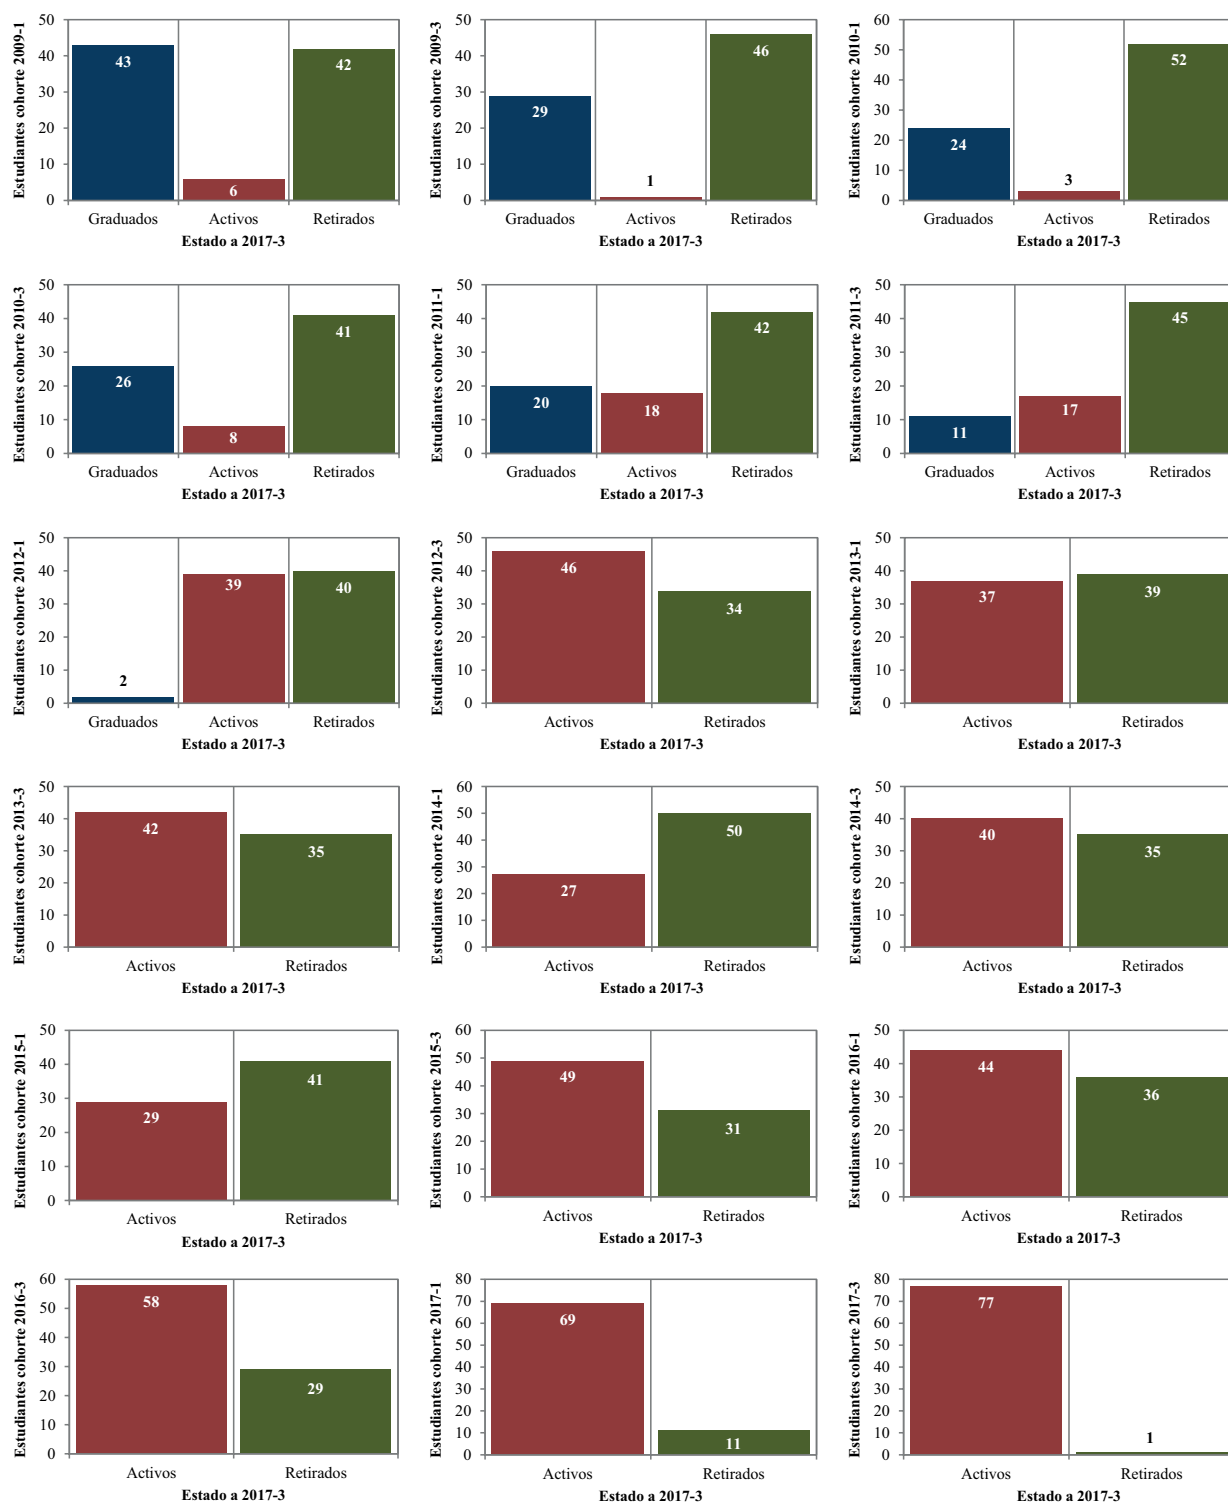 Estudiantes cohorte 2009-1
50
40
30
20
10
0
43
6
42
Graduados Activos Retirados
Estado a 2017-3
Estudiantes cohorte 2009-3
50
40
30
20
10
0
29
1
46
Graduados Activos Retirados
Estado a 2017-3
Estudiantes cohorte 2010-1
60
50
40
30
20
10
0
24
3
52
Graduados Activos Retirados
Estado a 2017-3
Estudiantes cohorte 2010-3
50
40
30
20
10
0
26
8
41
Graduados Activos Retirados
Estado a 2017-3
Estudiantes cohorte 2011-1
50
40
30
20
10
0
20
18
42
Graduados Activos Retirados
Estado a 2017-3
Estudiantes cohorte 2011-3
50
40
30
20
10
0
11
17
45
Graduados Activos Retirados
Estado a 2017-3
Estudiantes cohorte 2012-1
50
40
30
20
10
0
2
39
40
Graduados Activos Retirados
Estado a 2017-3
Estudiantes cohorte 2012-3
50
40
30
20
10
0
46
34
Activos Retirados
Estado a 2017-3
Estudiantes cohorte 2013-1
50
40
30
20
10
0
37
39
Activos Retirados
Estado a 2017-3
Estudiantes cohorte 2013-3
50
40
30
20
10
0
42
35
Activos Retirados
Estado a 2017-3
Estudiantes cohorte 2014-1
60
50
40
30
20
10
0
27
50
Activos Retirados
Estado a 2017-3
Estudiantes cohorte 2014-3
50
40
30
20
10
0
40
35
Activos Retirados
Estado a 2017-3
Estudiantes cohorte 2015-1
50
40
30
20
10
0
29
41
Activos Retirados
Estado a 2017-3
Estudiantes cohorte 2015-3
60
50
40
30
20
10
0
49
31
Activos Retirados
Estado a 2017-3
Estudiantes cohorte 2016-1
50
40
30
20
10
0
44
36
Activos Retirados
Estado a 2017-3
Estudiantes cohorte 2016-3
60
50
40
30
20
10
0
58
29
Activos Retirados
Estado a 2017-3
Estudiantes cohorte 2017-1
80
70
60
50
40
30
20
10
0
69
11
Activos Retirados
Estado a 2017-3
Estudiantes cohorte 2017-3
80
70
60
50
40
30
20
10
0
77
1
Activos Retirados
Estado a 2017-3